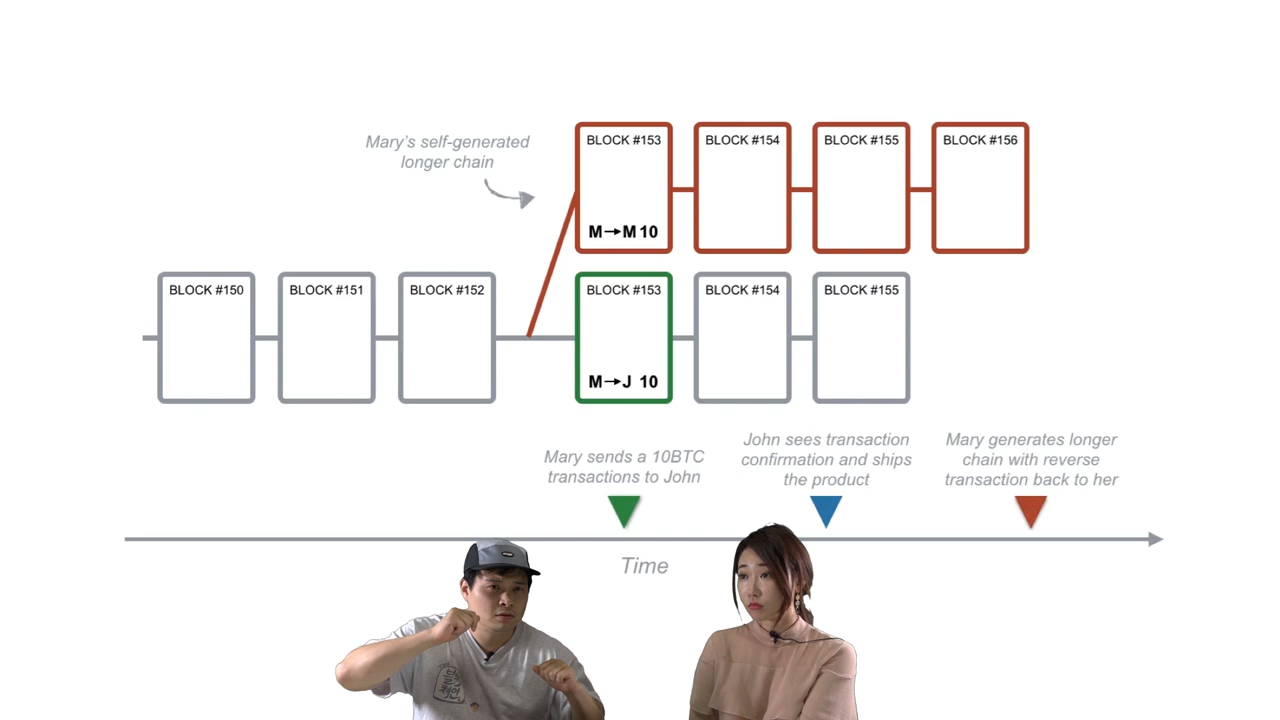 Mary's self-generated
longer chain
BLOCK #153
BLOCK #154
BLOCK #155
BLOCK #156
M→M 10
BLOCK #150
BLOCK #151
BLOCK #152
BLOCK #153
BLOCK #154
BLOCK #155
M→J 10
Mary sends a 10BTC
transactions to John
John sees transaction
confirmation and ships
the product
Mary generates longer
chain with reverse
transaction back to her
Time